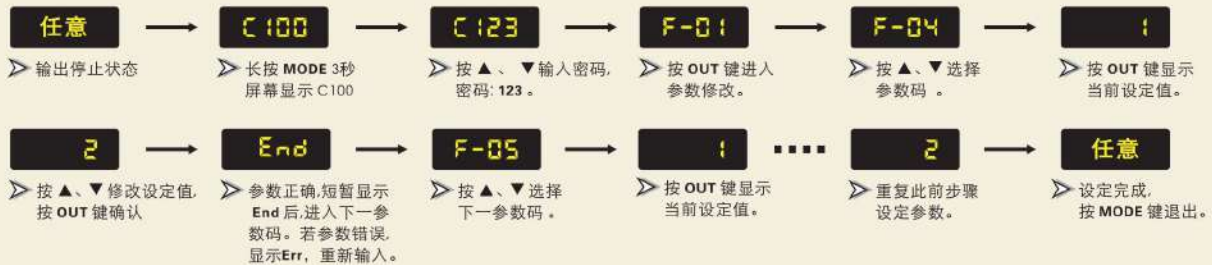 任意
C100
C123
F-01
F-04
1
输出停止状态
长按 MODE 3秒
屏幕显示 C100
按 ▲、▼输入密码,
密码: 123 。
按 OUT 键进入
参数修改。
按 ▲、▼ 选择
参数码 。
按 OUT 键显示
当前设定值。
2
End
F-05
1
2
任意
按 ▲、▼ 修改设定值,
按 OUT 键确认
参数正确,短暂显示
End 后,进入下一参
数码。若参数错误,
显示Err，重新输入。
按 ▲、▼ 选择
下一参数码 。
按 OUT 键显示
当前设定值。
重复此前步骤
设定参数。
设定完成,
按 MODE 键退出。